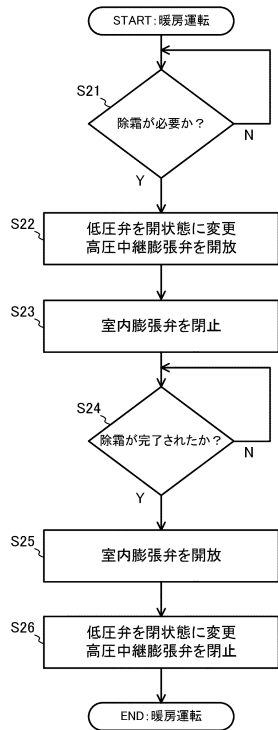 START:暖房運転
S21
除霜が必要か?
N
Y
S22
低圧弁を開状態に変更
高圧中継膨張弁を開放
S23
室内膨張弁を閉止
S24
除霜が完了されたか?
N
Y
S25
室内膨張弁を開放
S26
低圧弁を閉状態に変更
高圧中継膨張弁を閉止
END:暖房運転